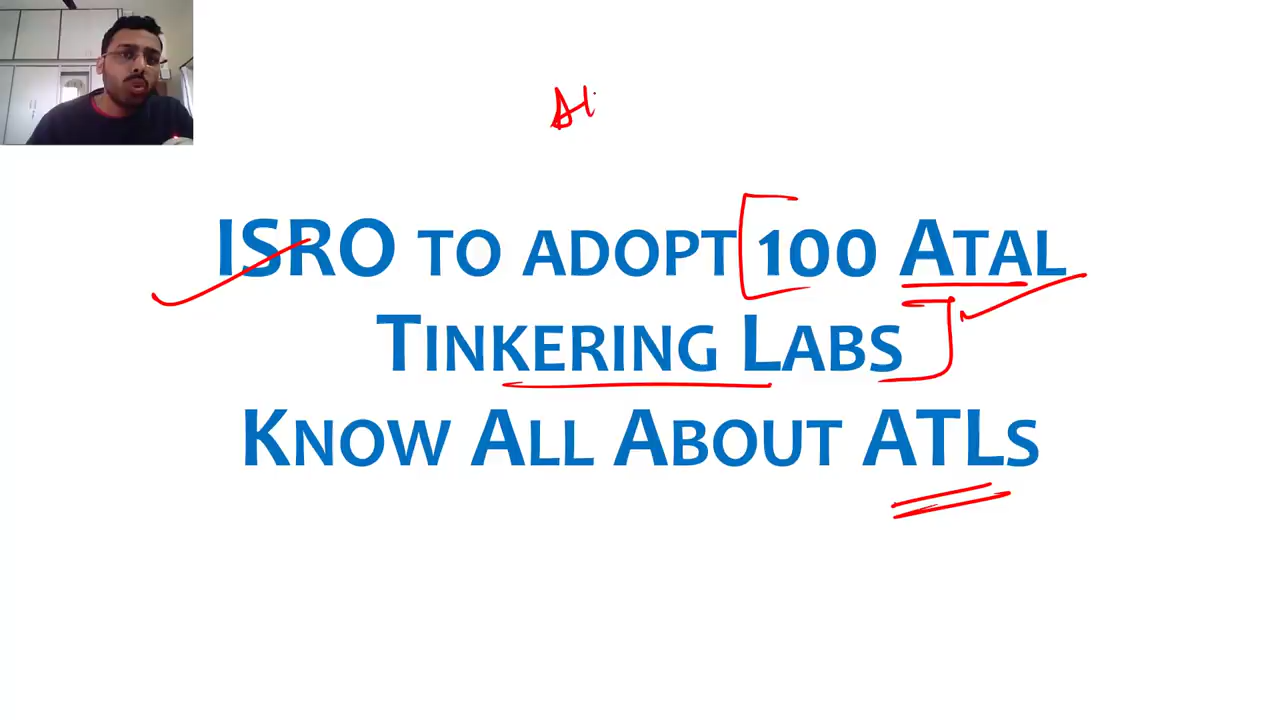 ISRO TO ADOPT 100 ATAL
TINKERING LABS
KNOW ALL ABOUT ATLS